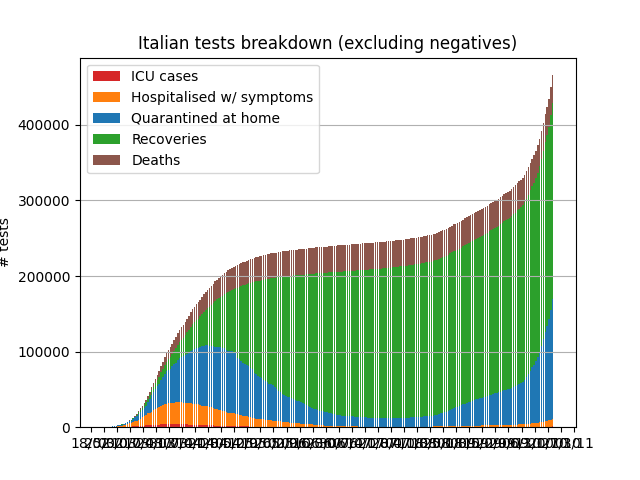 Italian tests breakdown (excluding negatives)
ICU cases
Hospitalised w/ symptoms
Quarantined at home
Recoveries
Deaths
# tests
400000
300000
200000
100000
0